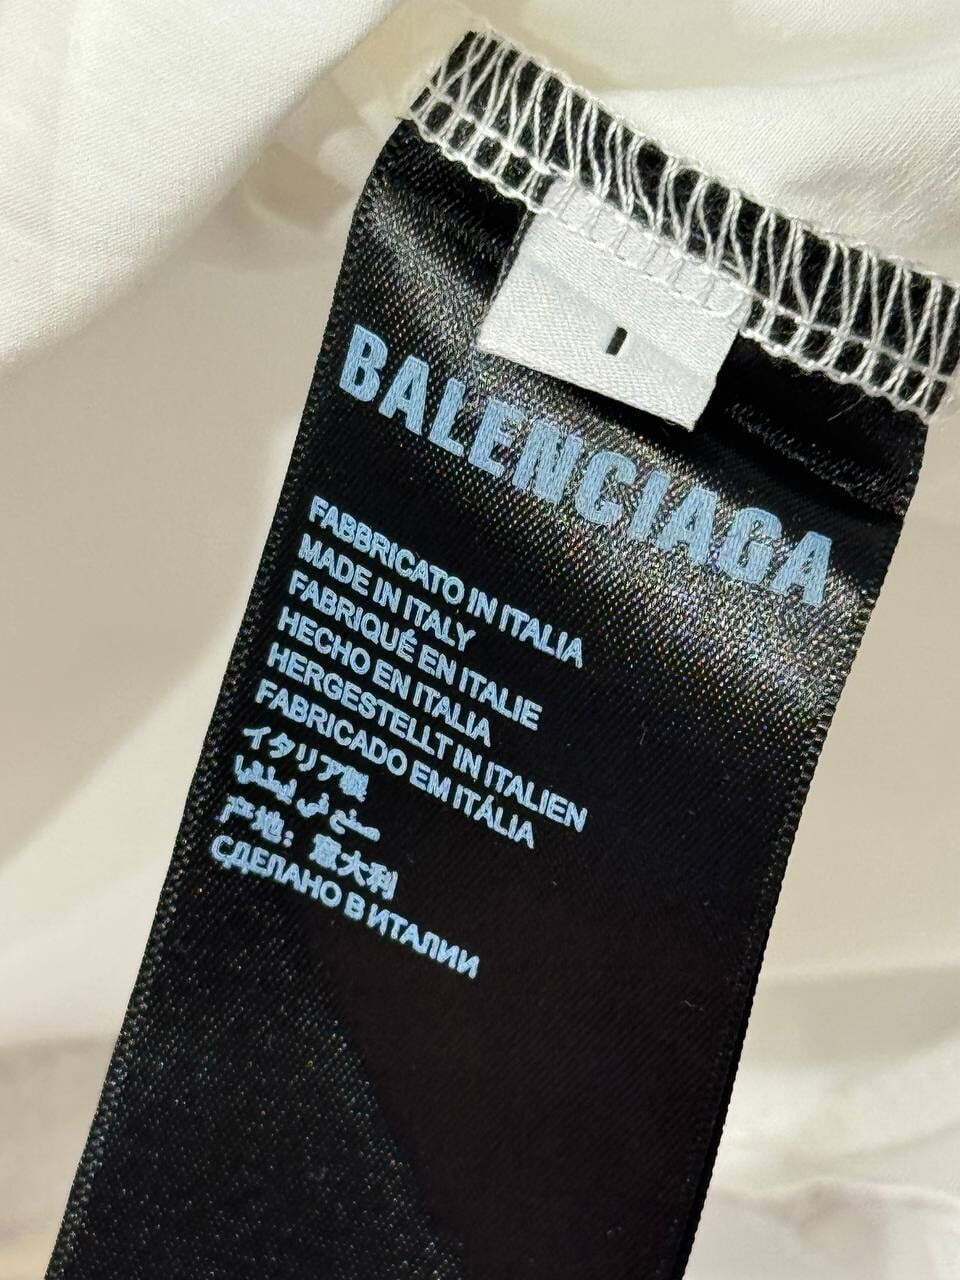 I
BALENCIAGA
FABBRICATO IN ITALIA
MADE IN ITALY
FABRIQUÉ EN ITALIE
HECHO EN ITALIA
HERGESTELLT IN ITALIEN
FABRICADO EM ITÁLIA
イタリア製
صنع في
产地：意大利
СДЕЛАНО В ИТАЛИИ